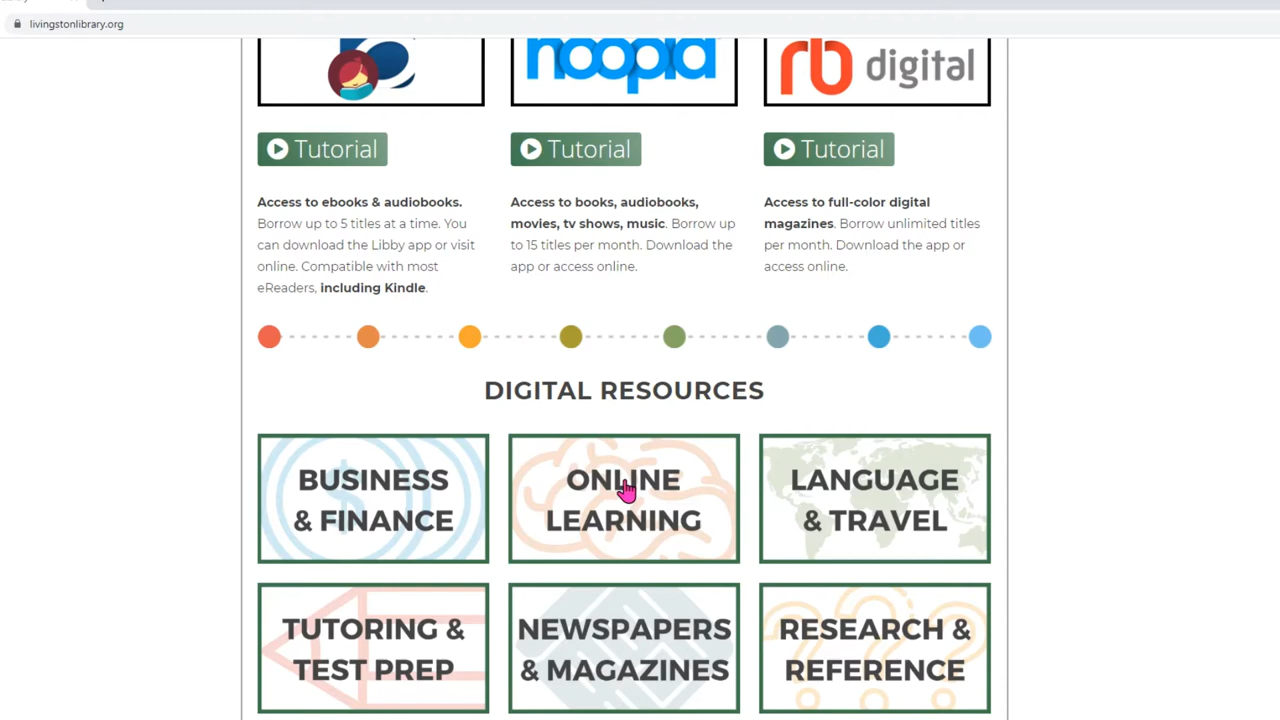 livingstonlibrary.org
hoopla
rb digital
Tutorial
Tutorial
Tutorial
Access to ebooks & audiobooks.
Borrow up to 5 titles at a time. You
can download the Libby app or visit
online. Compatible with most
eReaders, including Kindle.
Access to books, audiobooks,
movies, tv shows, music. Borrow up
to 15 titles per month. Download the
app or access online.
Access to full-color digital
magazines. Borrow unlimited titles
per month. Download the app or
access online.
DIGITAL RESOURCES
BUSINESS
& FINANCE
ONLINE
LEARNING
LANGUAGE
& TRAVEL
TUTORING &
TEST PREP
NEWSPAPERS
& MAGAZINES
RESEARCH &
REFERENCE